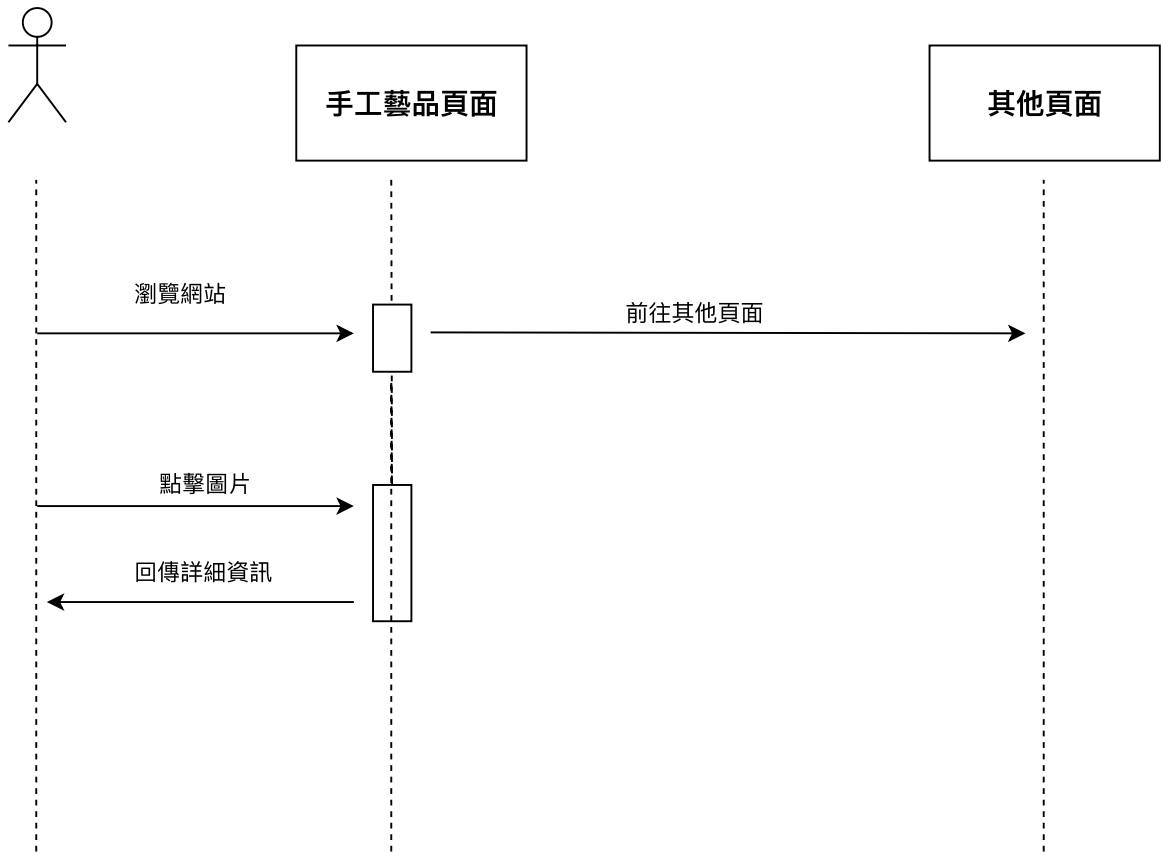 手工藝品頁面
其他頁面
瀏覽網站
前往其他頁面
點擊圖片
回傳詳細資訊